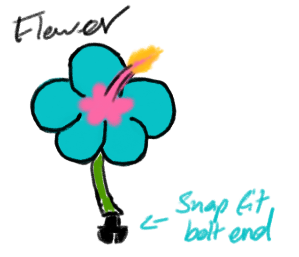 Flower
← Snap fit
bolt end